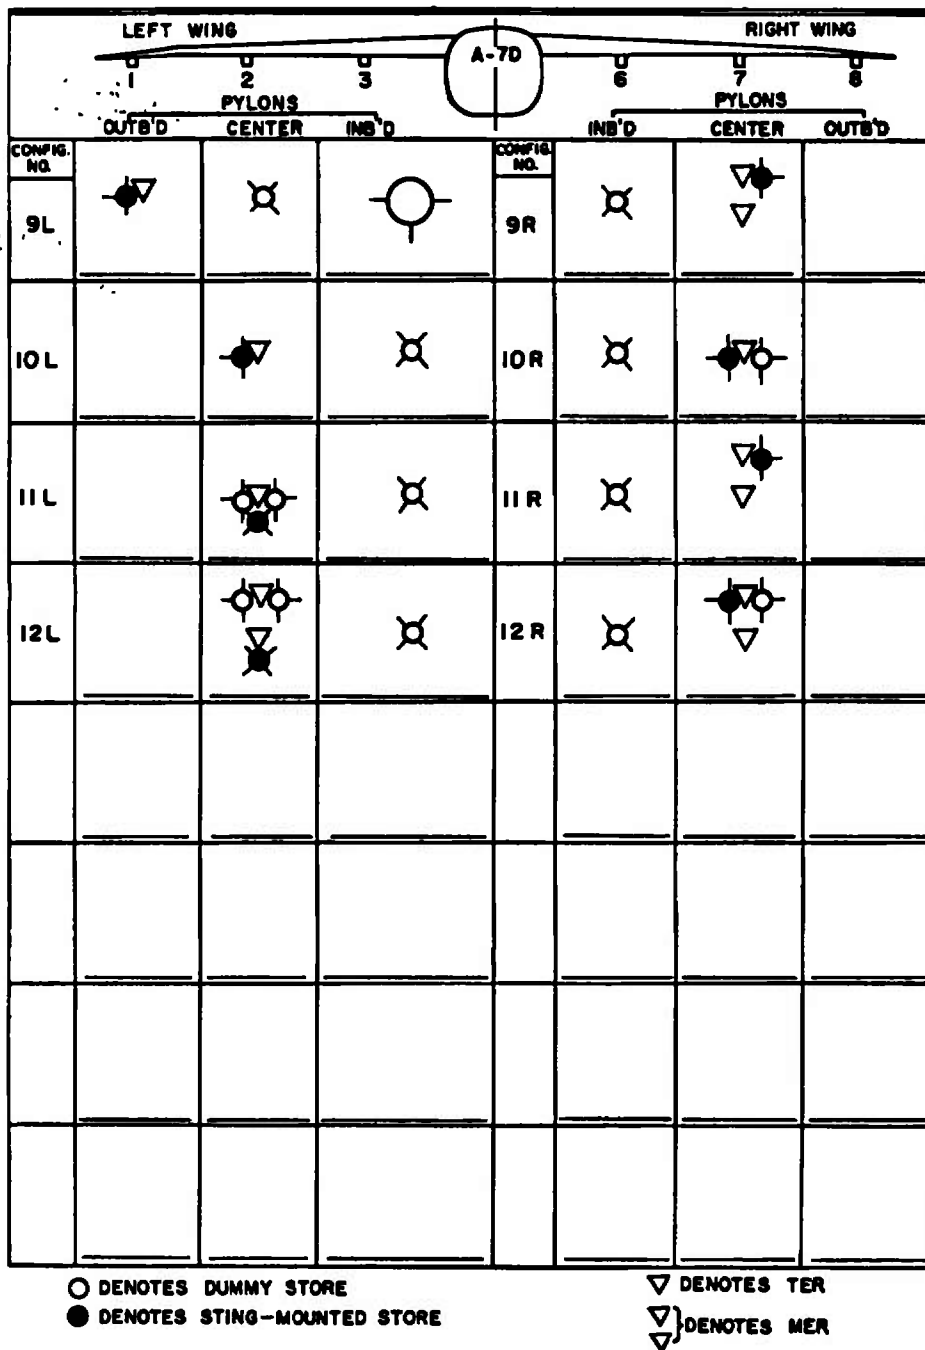 LEFT WING RIGHT WING
A-7D
1 2 3 6 7 8
PYLONS PYLONS
OUTB'D CENTER INB'D INB'D CENTER OUTB'D
CONFIG. NO. CONFIG. NO.
9L 9R
10L 10R
11L 11R
12L 12R
DENOTES DUMMY STORE DENOTES TER
DENOTES STING-MOUNTED STORE DENOTES MER